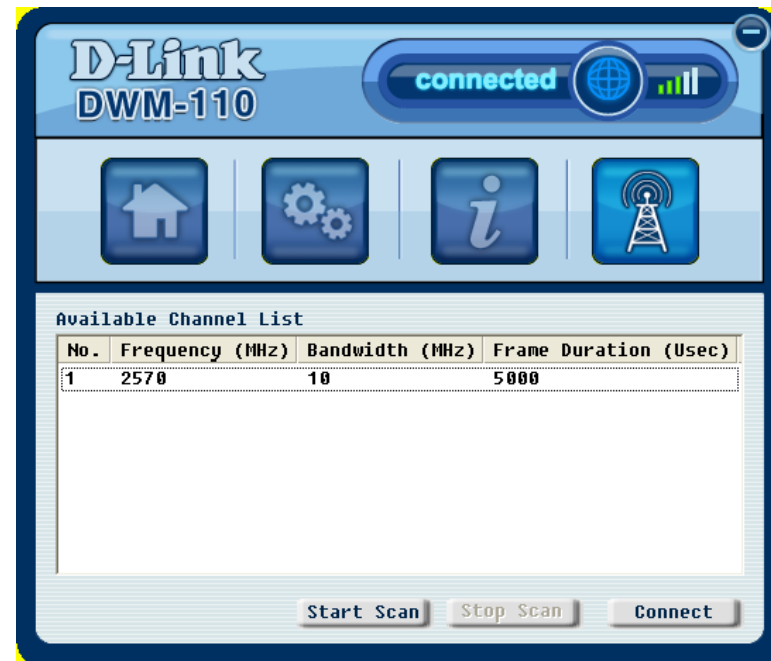 D-Link
DWM-110
connected
Available Channel List
No. Frequency (MHz) Bandwidth (MHz) Frame Duration (Usec)
1 2570 10 5000
Start Scan Stop Scan Connect